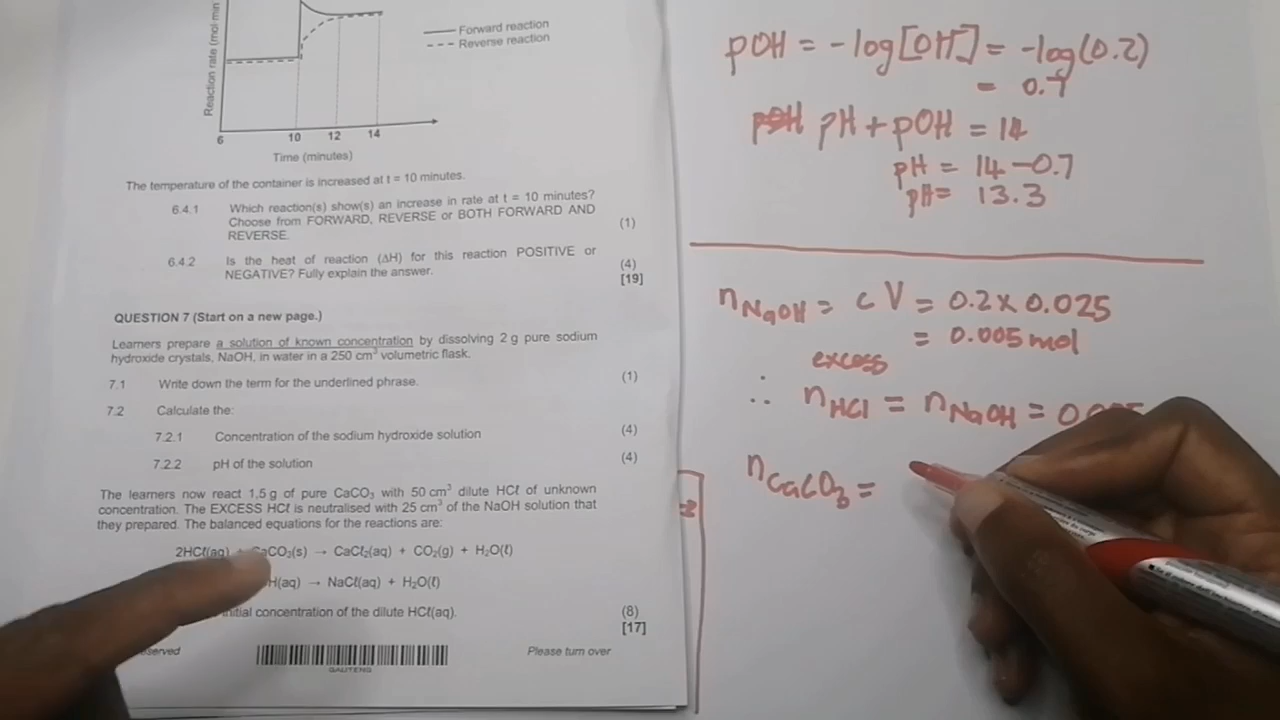 Reaction rate (mol·min
Forward reaction
Reverse reaction
6 10 12 14
Time (minutes)
The temperature of the container is increased at t = 10 minutes.
6.4.1 Which reaction(s) show(s) an increase in rate at t = 10 minutes?
Choose from FORWARD, REVERSE or BOTH FORWARD AND
REVERSE. (1)
6.4.2 Is the heat of reaction (ΔH) for this reaction POSITIVE or
NEGATIVE? Fully explain the answer. (4)
[19]
QUESTION 7 (Start on a new page.)
Learners prepare a solution of known concentration by dissolving 2 g pure sodium
hydroxide crystals, NaOH, in water in a 250 cm³ volumetric flask.
7.1 Write down the term for the underlined phrase. (1)
7.2 Calculate the:
7.2.1 Concentration of the sodium hydroxide solution (4)
7.2.2 pH of the solution (4)
The learners now react 1,5 g of pure CaCO₃ with 50 cm³ dilute HCℓ of unknown
concentration. The EXCESS HCℓ is neutralised with 25 cm³ of the NaOH solution that
they prepared. The balanced equations for the reactions are:
2HCℓ(aq) + CaCO₃(s) → CaCℓ₂(aq) + CO₂(g) + H₂O(ℓ)
H(aq) → NaCℓ(aq) + H₂O(ℓ)
initial concentration of the dilute HCℓ(aq). (8)
[17]
Please turn over
GAUTENG
pOH = -log[OH⁻] = -log(0.2)
= 0.7
pOH pH + pOH = 14
pH = 14 - 0.7
pH = 13.3
nNaOH = cV = 0.2 x 0.025
= 0.005 mol
excess
∴ nHCl = nNaOH =
nCaCO₃ =